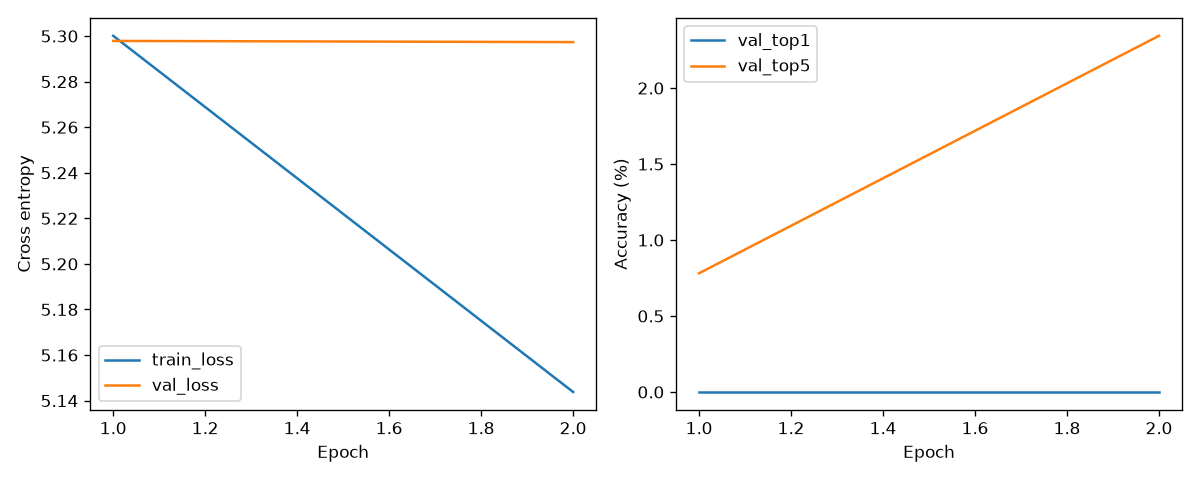 5.30
5.28
5.26
5.24
5.22
5.20
5.18
5.16
5.14
Cross entropy
train_loss
val_loss
1.0 1.2 1.4 1.6 1.8 2.0
Epoch
val_top1
val_top5
2.0
1.5
1.0
0.5
0.0
Accuracy (%)
1.0 1.2 1.4 1.6 1.8 2.0
Epoch